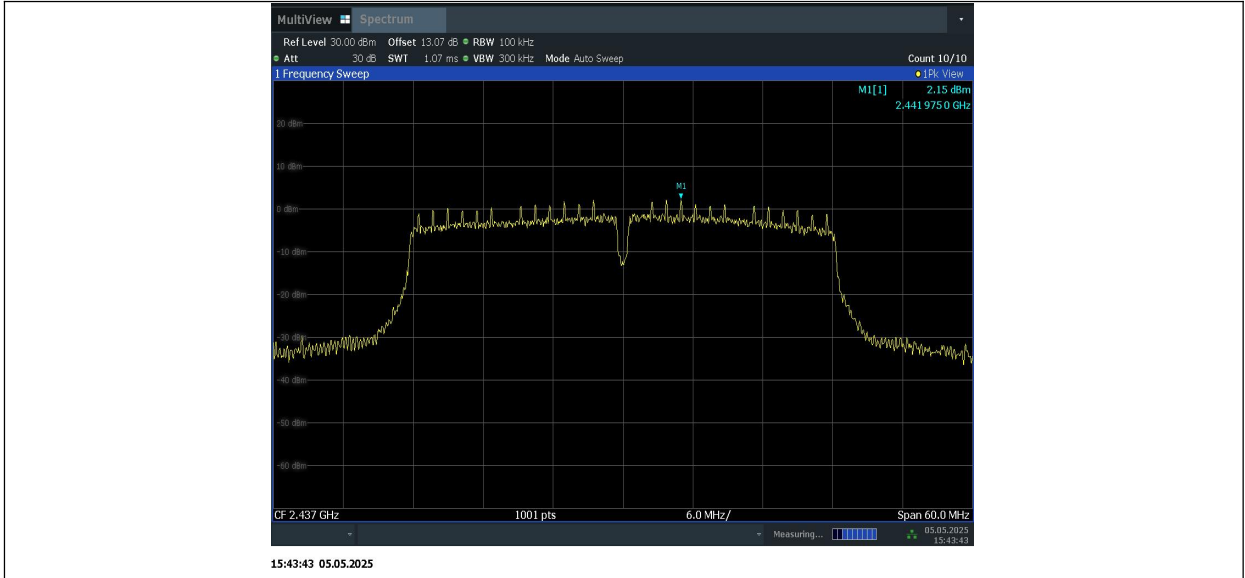 MultiView Spectrum
Ref Level 30.00 dBm Offset 13.07 dB RBW 100 kHz
Att 30 dB SWT 1.07 ms VBW 300 kHz Mode Auto Sweep Count 10/10
1 Frequency Sweep 1Pk View
M1[1] 2.15 dBm
2.441 975 0 GHz
20 dBm
10 dBm
M1
0 dBm
-10 dBm
-20 dBm
-30 dBm
-40 dBm
-50 dBm
-60 dBm
CF 2.437 GHz 1001 pts 6.0 MHz/ Span 60.0 MHz
Measuring... 05.05.2025
15:43:43
15:43:43 05.05.2025